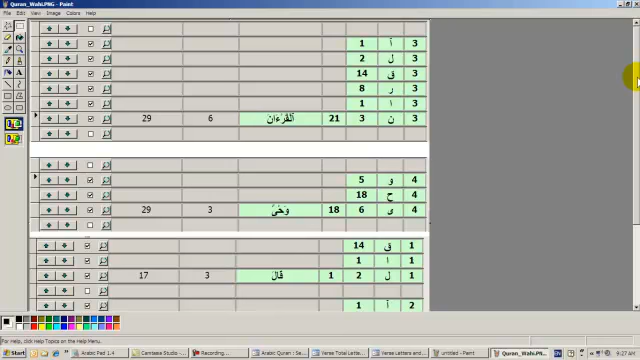 Quran_Wahi.PNG - Paint
File Edit View Image Colors Help
1 آ 3
2 ل 3
14 ق 3
8 ر 3
1 ا 3
29 6 ٱلْقُرْءَان 21 3 ن 3
5 و 4
18 ح 4
29 3 وَحْىٌ 18 6 ى 4
14 ق 1
1 ا 1
17 3 قَالَ 1 2 ل 1
1 أ 2
For Help, click Help Topics on the Help Menu.
Start Arabic Pad 1.4 Camtasia Studio Recording... Arabic Quran : Verse Total Letter Verse Letters and untitled - Paint Quran_Wahi.PNG - Paint EN 9:27 AM